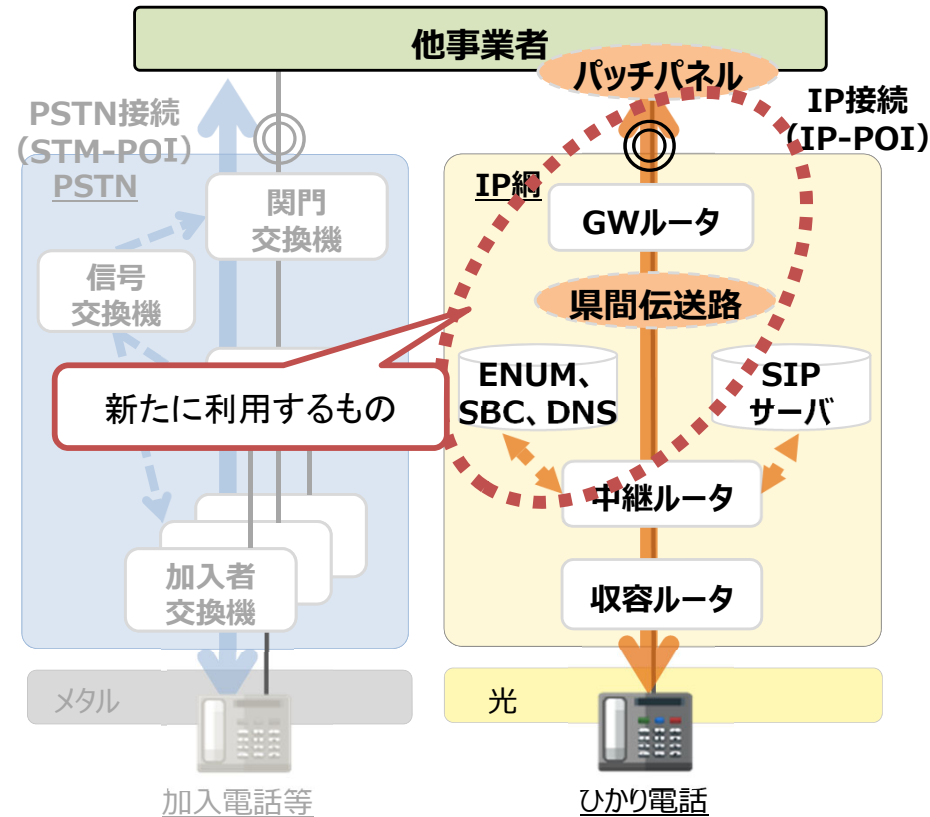 他事業者
パッチパネル
PSTN接続
（STM-POI）
PSTN
IP接続
（IP-POI）
IP網
関門
交換機
GWルータ
信号
交換機
県間伝送路
新たに利用するもの
ENUM、
SBC、DNS
SIP
サーバ
中継ルータ
加入者
交換機
収容ルータ
メタル
光
加入電話等
ひかり電話